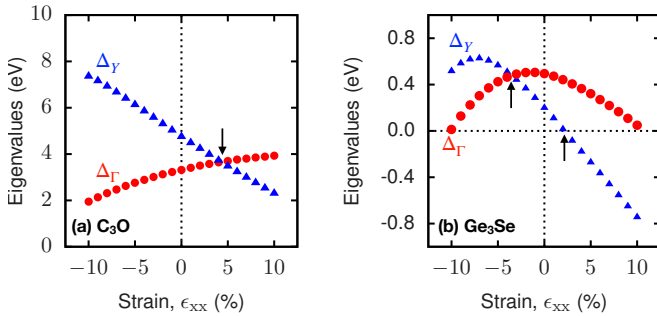 Eigenvalues (eV)
10
8
6
4
2
0
Δ_Y
Δ_Γ
(a) C₃O
−10 −5 0 5 10
Strain, ϵ_xx (%)
Eigenvalues (eV)
0.8
0.4
0.0
-0.4
-0.8
Δ_Y
Δ_Γ
(b) Ge₃Se
−10 −5 0 5 10
Strain, ϵ_xx (%)